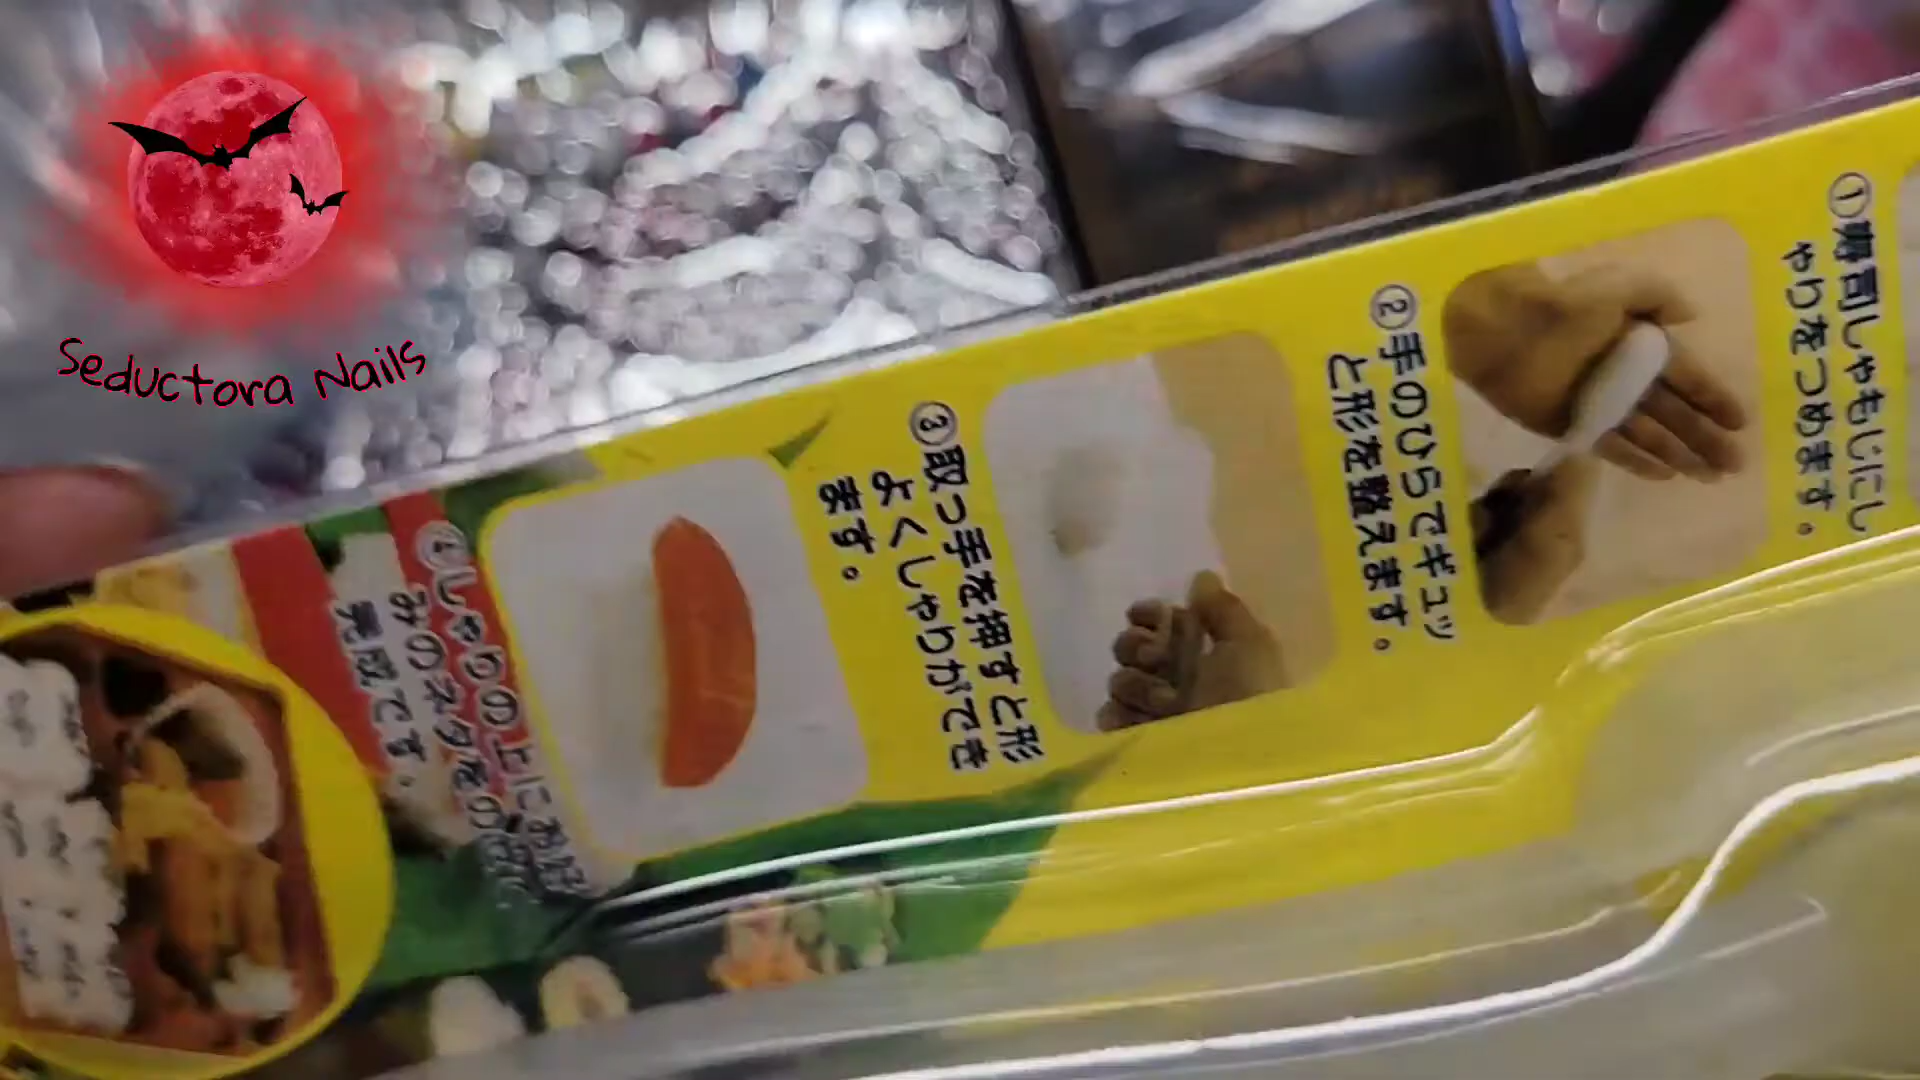 Seductora Nails
①寿司しゃもじにし
ゃりをつめます。
②手のひらでギュッ
と形を整えます。
③取っ手を押すと形
よくしゃりができ
ます。
④しゃりの上にお好
みのネタをのせて
完成です。